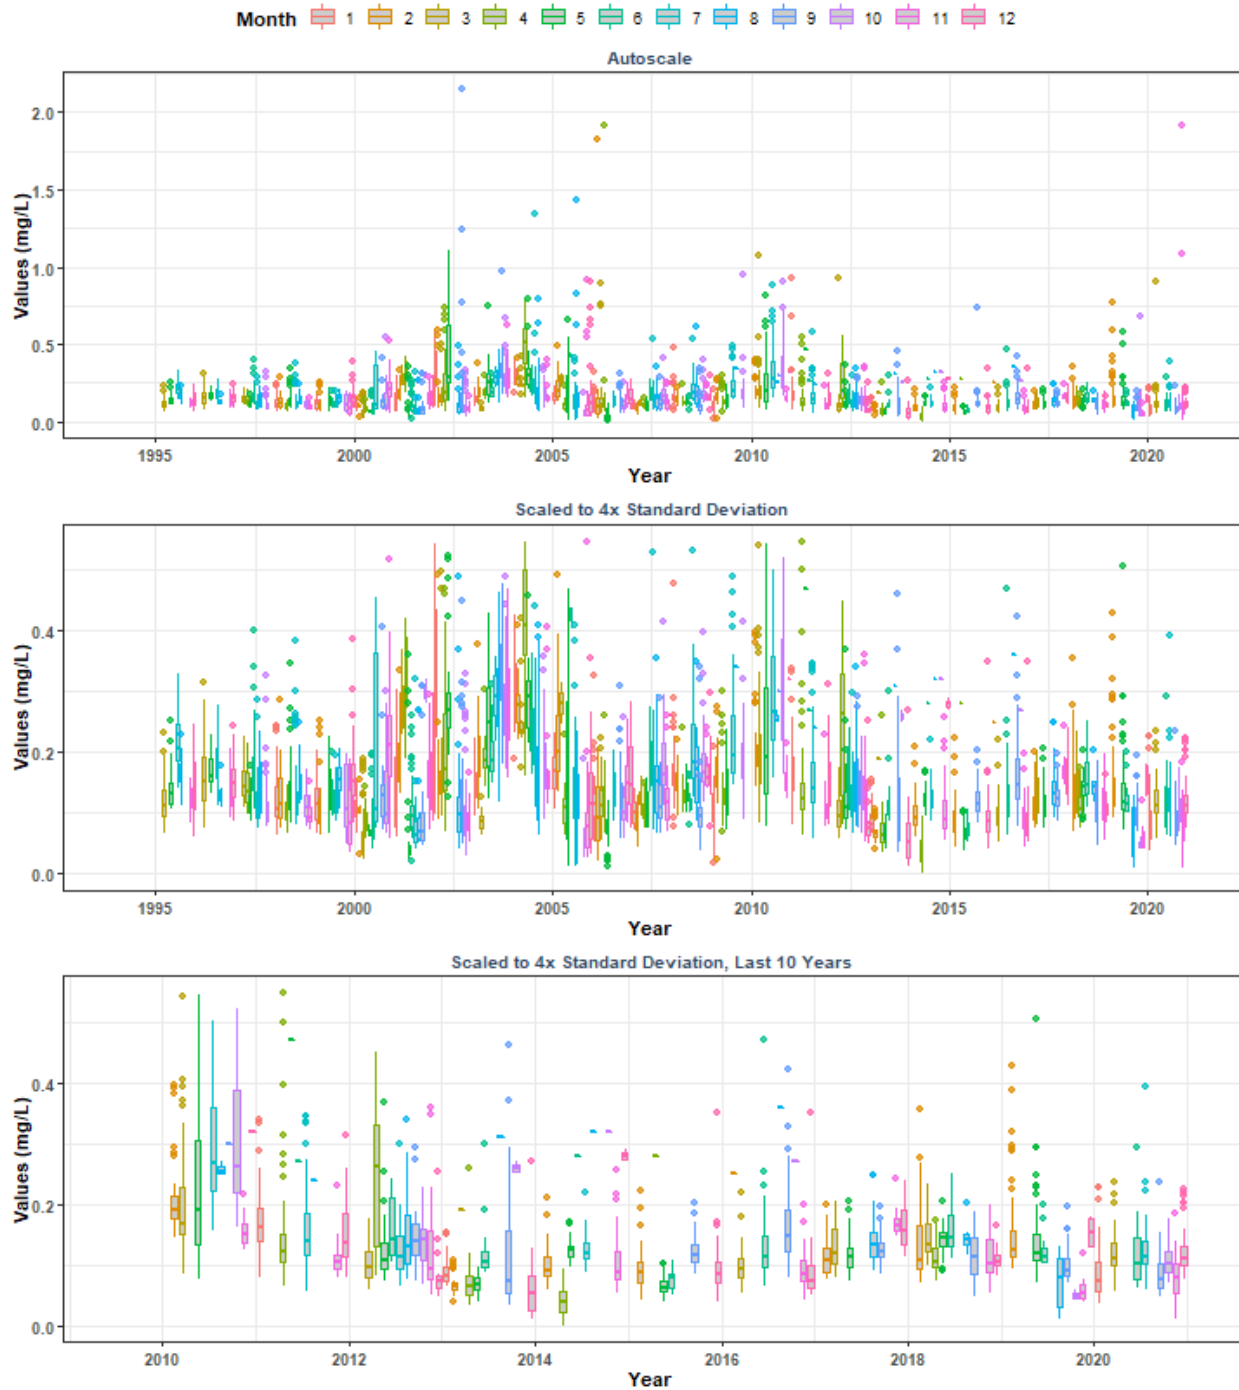 Month 1 2 3 4 5 6 7 8 9 10 11 12
Autoscale
Values (mg/L)
2.0
1.5
1.0
0.5
0.0
1995 2000 2005 2010 2015 2020
Year
Scaled to 4x Standard Deviation
Values (mg/L)
0.4
0.2
0.0
1995 2000 2005 2010 2015 2020
Year
Scaled to 4x Standard Deviation, Last 10 Years
Values (mg/L)
0.4
0.2
0.0
2010 2012 2014 2016 2018 2020
Year